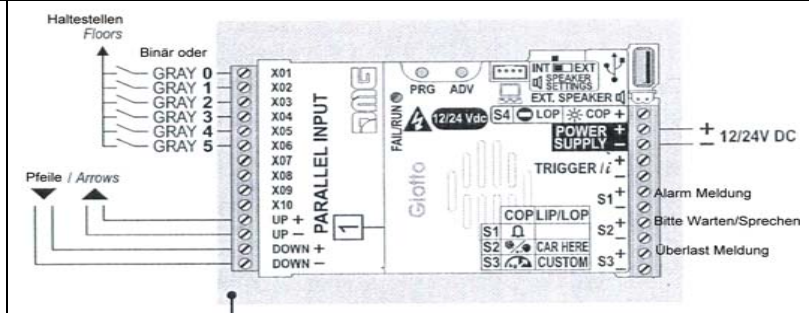 Haltestellen
Floors
Binär oder
GRAY 0
GRAY 1
GRAY 2
GRAY 3
GRAY 4
GRAY 5
Pfeile / Arrows
X01
X02
X03
X04
X05
X06
X07
X08
X09
X10
UP +
UP −
DOWN +
DOWN −
PARALLEL INPUT
1
DMG
FAIL/RUN
PRG ADV
12/24 Vdc
Giotto
INT EXT
SPEAKER
SETTINGS
EXT. SPEAKER
S4 LOP COP +
POWER +
SUPPLY −
TRIGGER / i + −
S1 + −
S2 + −
S3 + −
COP LIP/LOP
S1
S2 CAR HERE
S3 CUSTOM
+ 12/24V DC
−
Alarm Meldung
Bitte Warten/Sprechen
Überlast Meldung